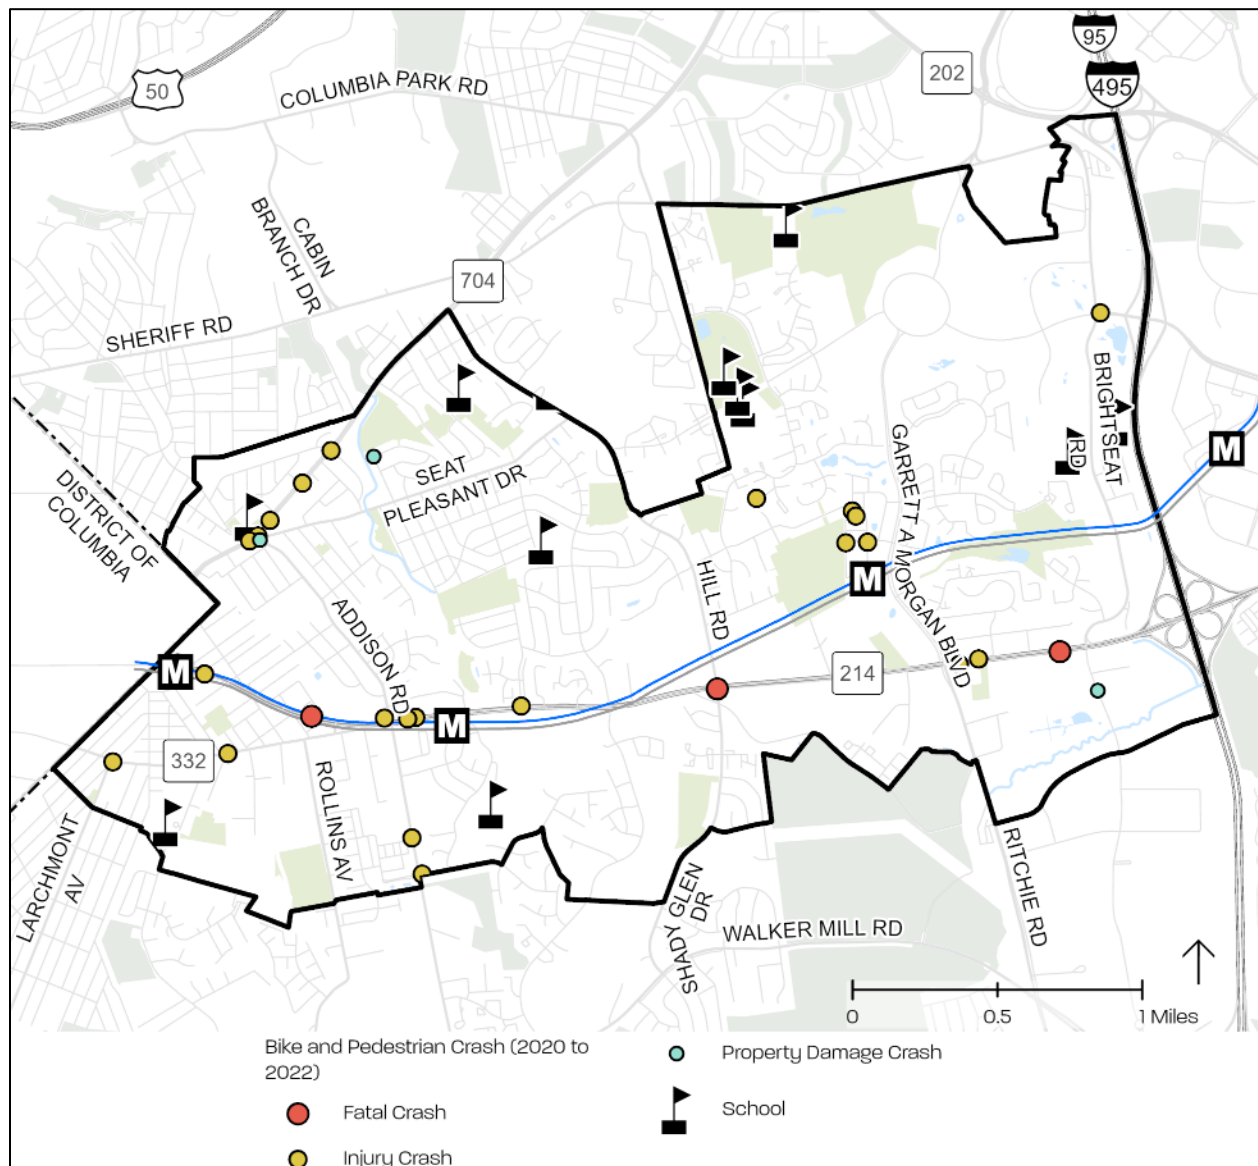 95
495
202
50
COLUMBIA PARK RD
CABIN
BRANCH DR
704
SHERIFF RD
BRIGHTSEAT
RD
M
SEAT
PLEASANT DR
GARRETT A MORGAN BLVD
DISTRICT OF
COLUMBIA
HILL RD
M
ADDISON RD
M
214
M
332
ROLLINS AV
LARCHMONT
AV
RITCHIE RD
SHADY GLEN
DR
WALKER MILL RD
0
0.5
1 Miles
Bike and Pedestrian Crash (2020 to
2022)
Fatal Crash
Injury Crash
Property Damage Crash
School